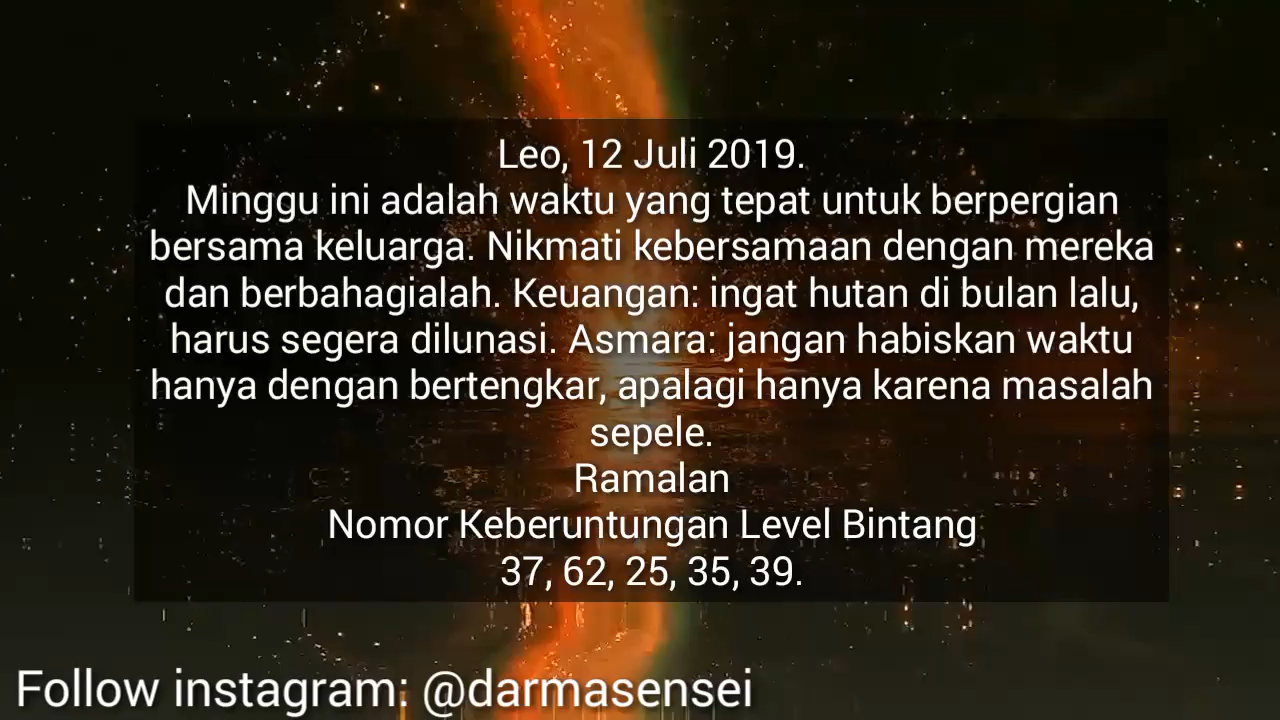 Leo, 12 Juli 2019.
Minggu ini adalah waktu yang tepat untuk berpergian
bersama keluarga. Nikmati kebersamaan dengan mereka
dan berbahagialah. Keuangan: ingat hutan di bulan lalu,
harus segera dilunasi. Asmara: jangan habiskan waktu
hanya dengan bertengkar, apalagi hanya karena masalah
sepele.
Ramalan
Nomor Keberuntungan Level Bintang
37, 62, 25, 35, 39.
Follow instagram: @darmasensei